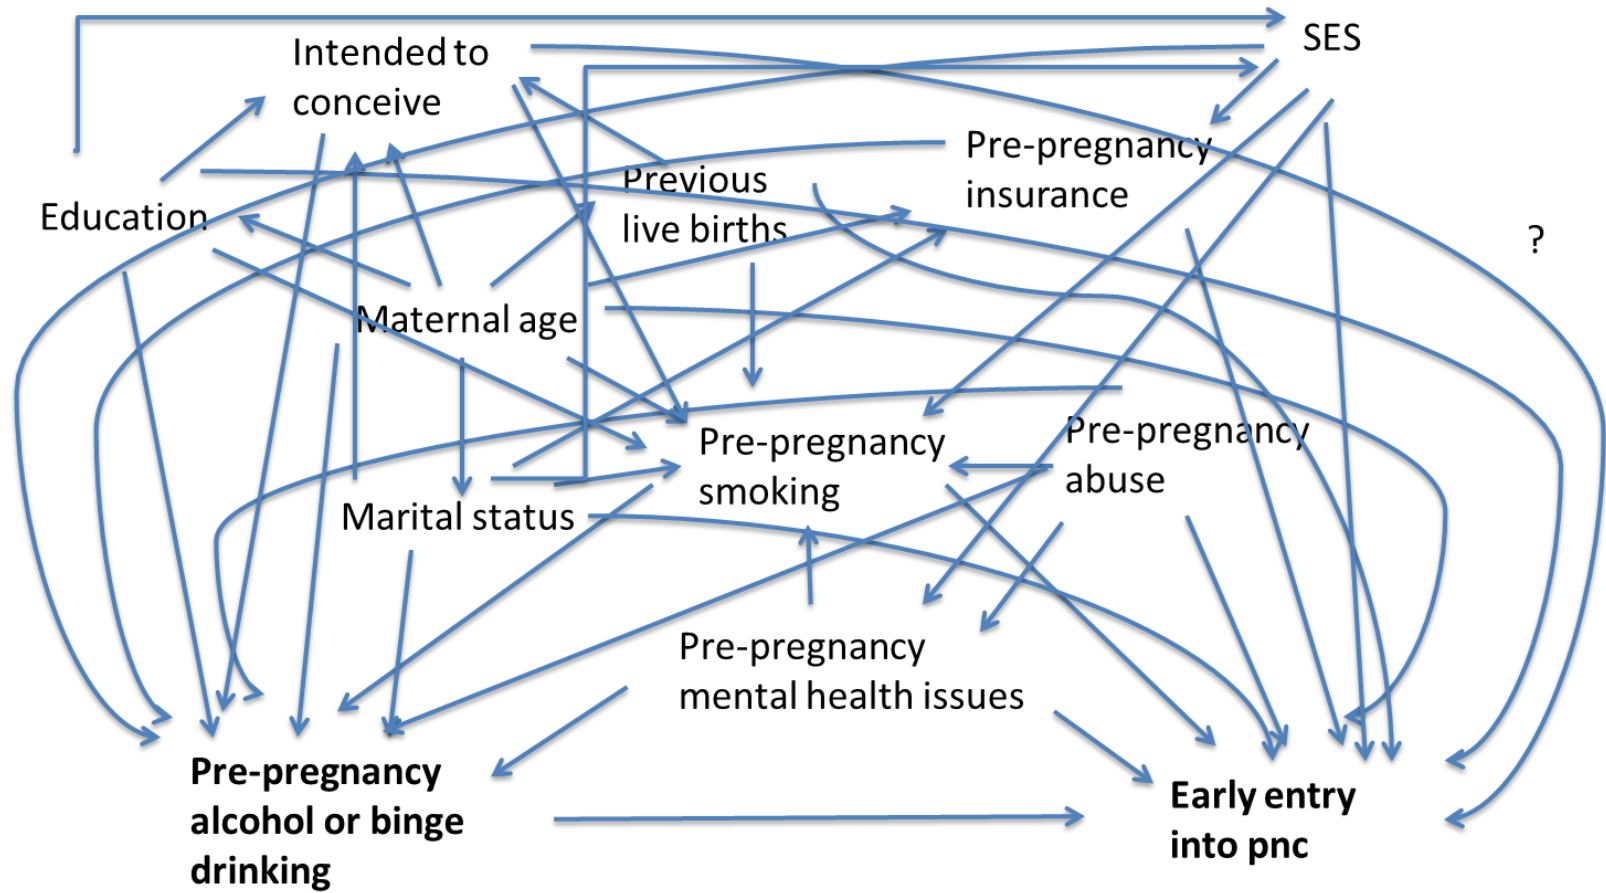 Intended to
conceive
SES
Pre-pregnancy
insurance
Previous
live births
Education
?
Maternal age
Pre-pregnancy
smoking
Pre-pregnancy
abuse
Marital status
Pre-pregnancy
mental health issues
Pre-pregnancy
alcohol or binge
drinking
Early entry
into pnc